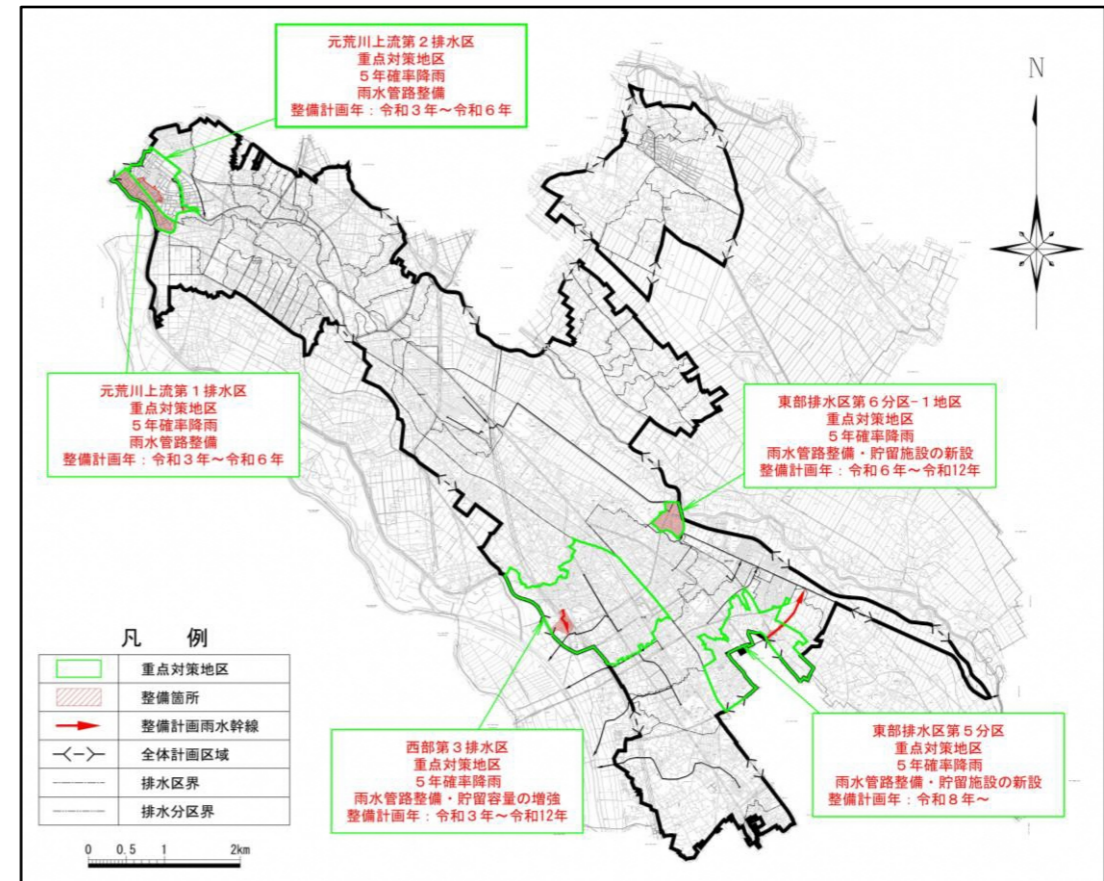 元荒川上流第２排水区
重点対策地区
５年確率降雨
雨水管路整備
整備計画年：令和３年～令和６年
N
元荒川上流第１排水区
重点対策地区
５年確率降雨
雨水管路整備
整備計画年：令和３年～令和６年
東部排水区第６分区-１地区
重点対策地区
５年確率降雨
雨水管路整備・貯留施設の新設
整備計画年：令和６年～令和12年
凡　例
重点対策地区
整備箇所
整備計画雨水幹線
全体計画区域
排水区界
排水分区界
0 0.5 1 2km
西部第３排水区
重点対策地区
５年確率降雨
雨水管路整備・貯留容量の増強
整備計画年：令和３年～令和12年
東部排水区第５分区
重点対策地区
５年確率降雨
雨水管路整備・貯留施設の新設
整備計画年：令和８年～